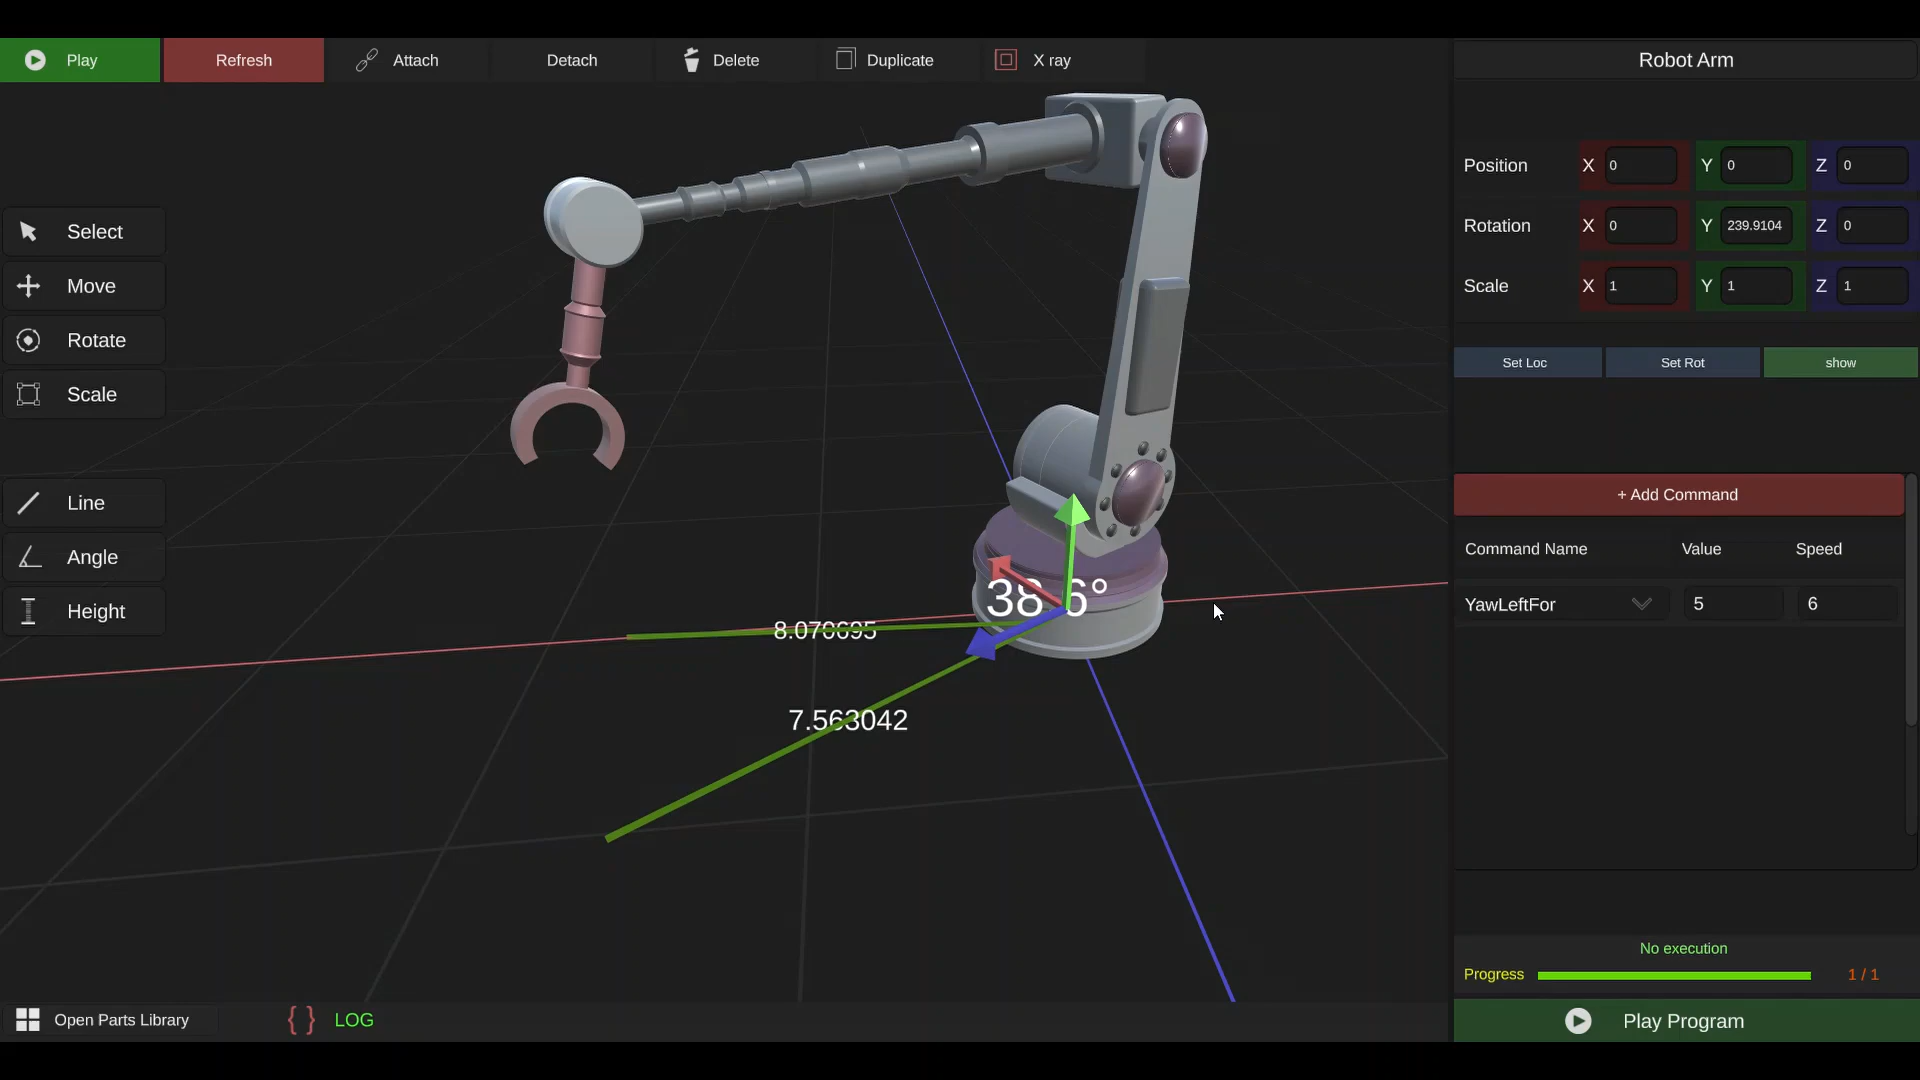 Play
Refresh
Attach
Detach
Delete
Duplicate
X ray
Robot Arm
Position X 0 Y 0 Z 0
Rotation X 0 Y 239.9104 Z 0
Scale X 1 Y 1 Z 1
Set Loc
Set Rot
show
Select
Move
Rotate
Scale
Line
Angle
Height
8.070695
7.563042
+ Add Command
Command Name Value Speed
YawLeftFor 5 6
No execution
Progress 1 / 1
Play Program
Open Parts Library
{ } LOG